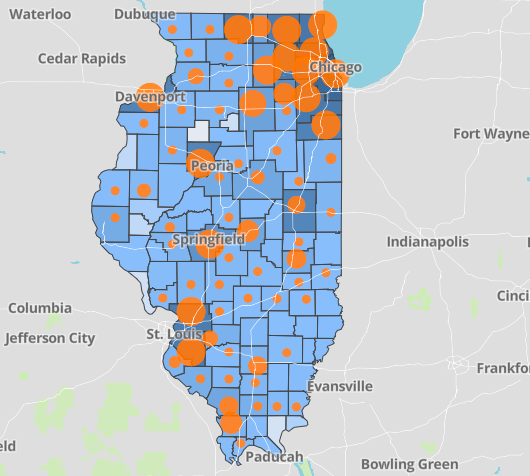 Waterloo
Dubuque
Cedar Rapids
Chicago
Davenport
Fort Wayne
Peoria
Springfield
Indianapolis
Columbia
Cinci
Jefferson City
St. Louis
Frankfor
Evansville
eld
Paducah
Bowling Green